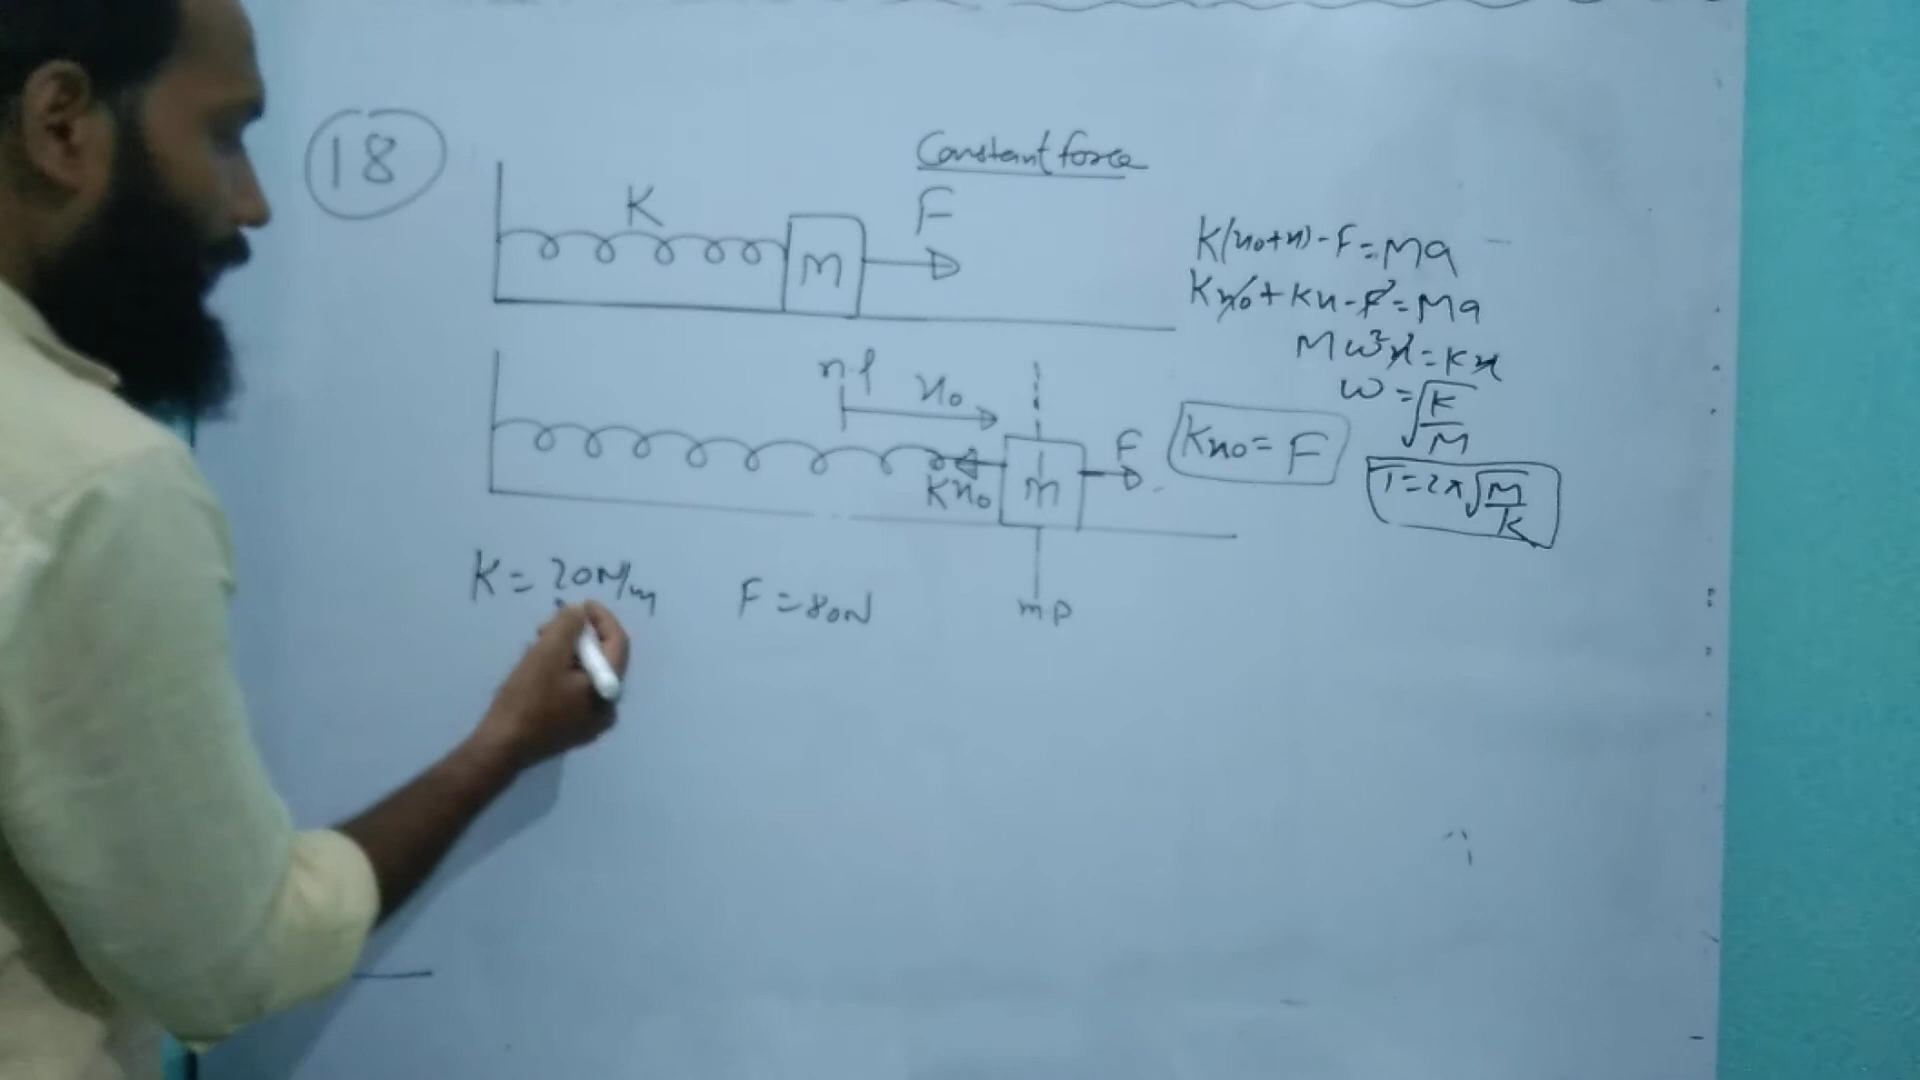 18
Constant force
K
F
M
K(x₀+x)-F=Ma
Kx₀+Kx-F=Ma
Mω²x=Kx
ω=√K/M
T=2π√M/K
nl
x₀
F
Kx₀
m
Kx₀=F
K=20N/m F=80N
mp